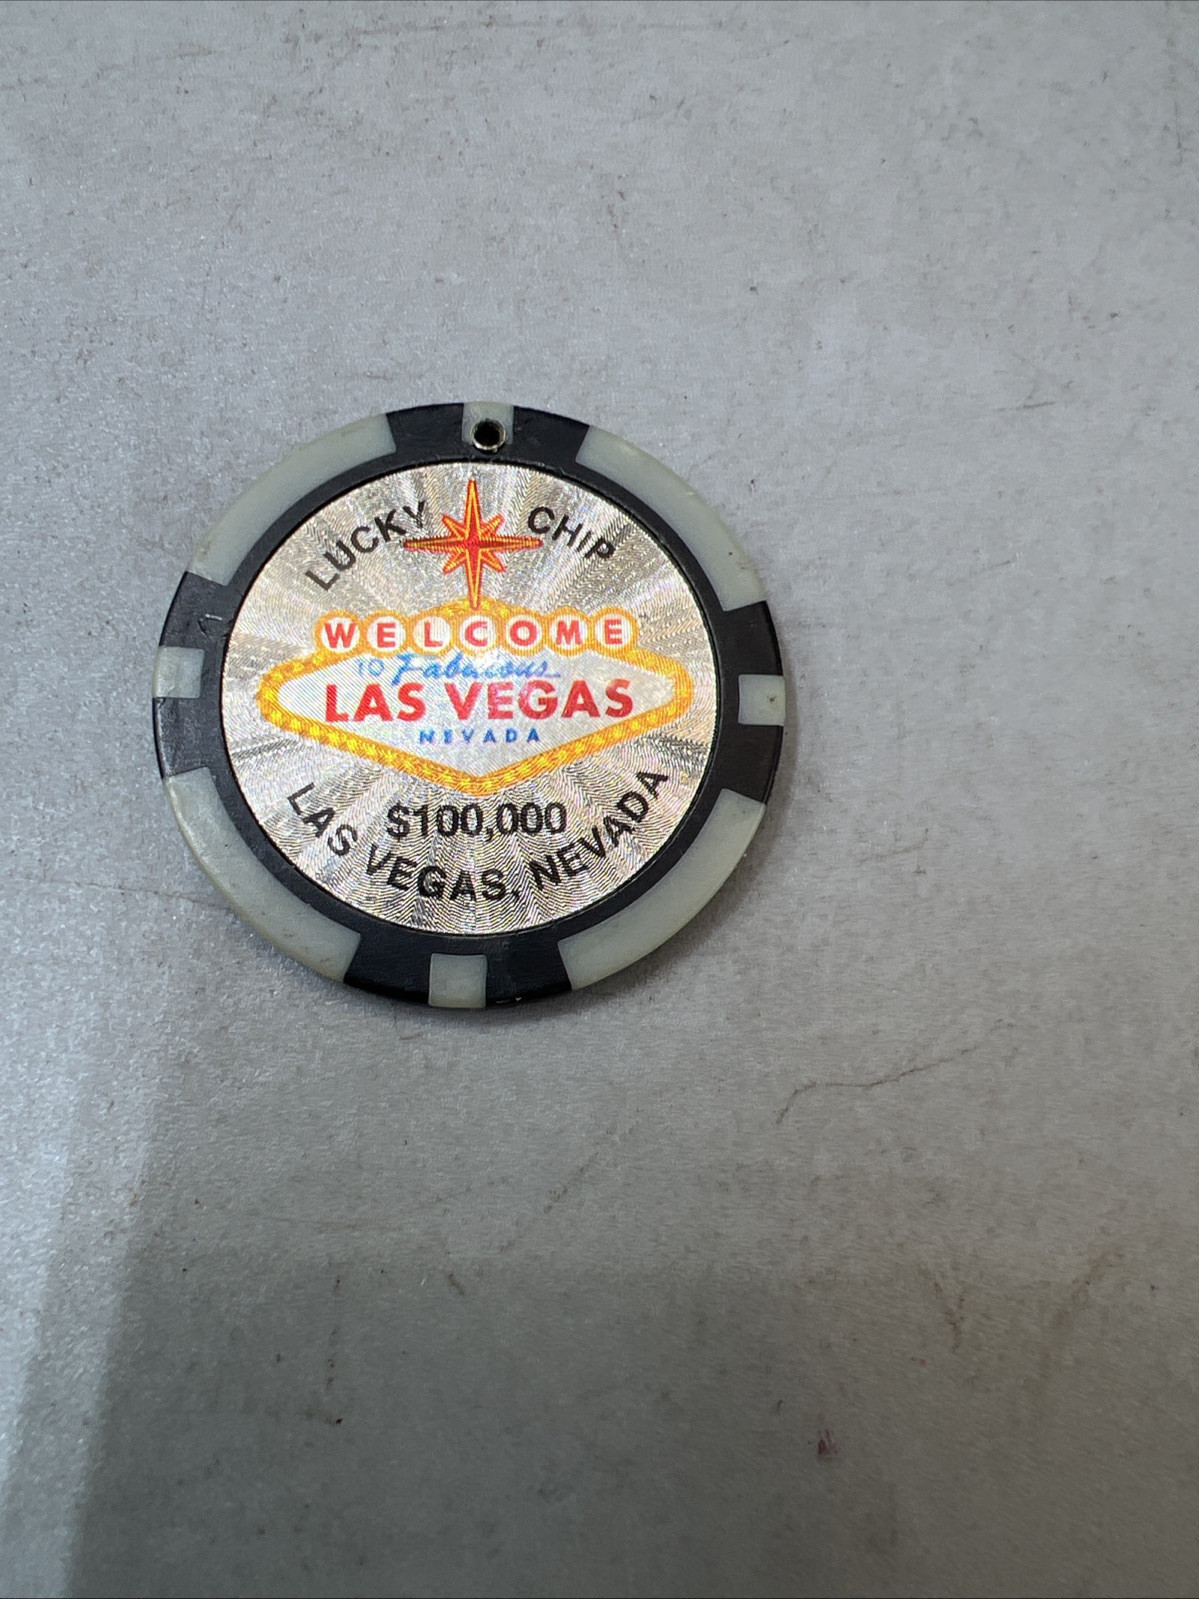 LUCKY CHIP
WELCOME
TO Fabulous
LAS VEGAS
NEVADA
$100,000
LAS VEGAS, NEVADA